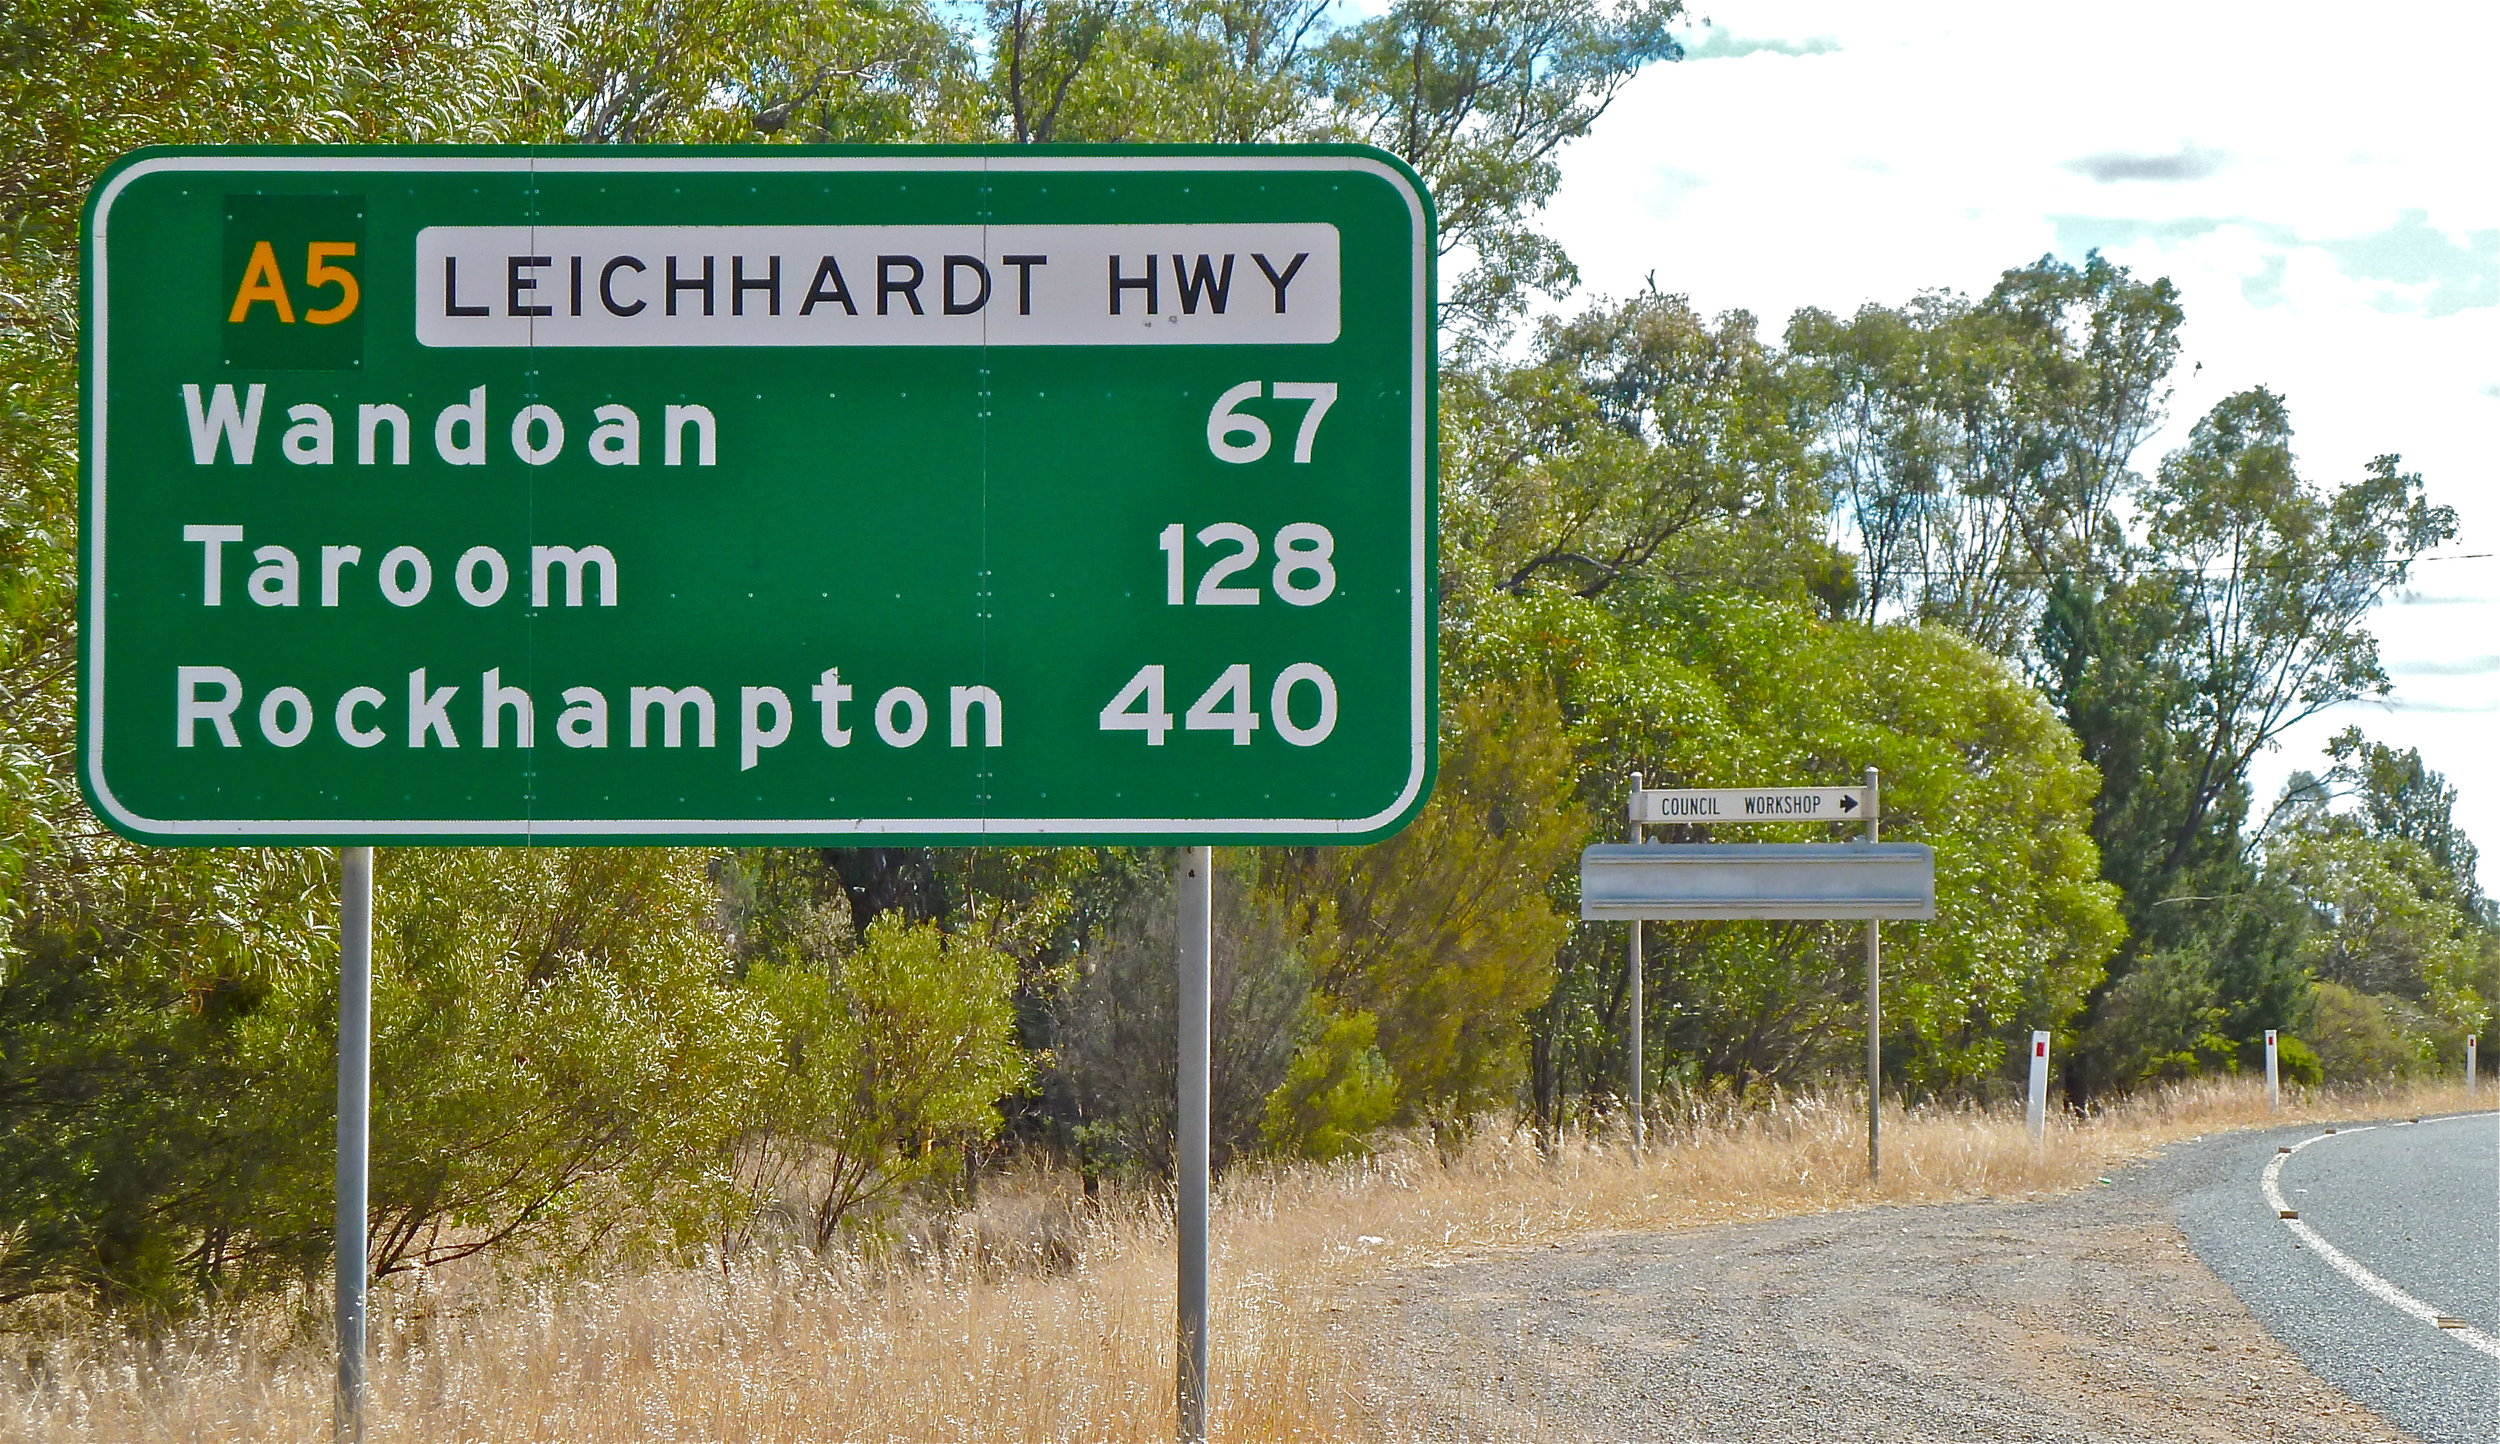 A5 LEICHHARDT HWY
Wandoan 67
Taroom 128
Rockhampton 440
COUNCIL WORKSHOP